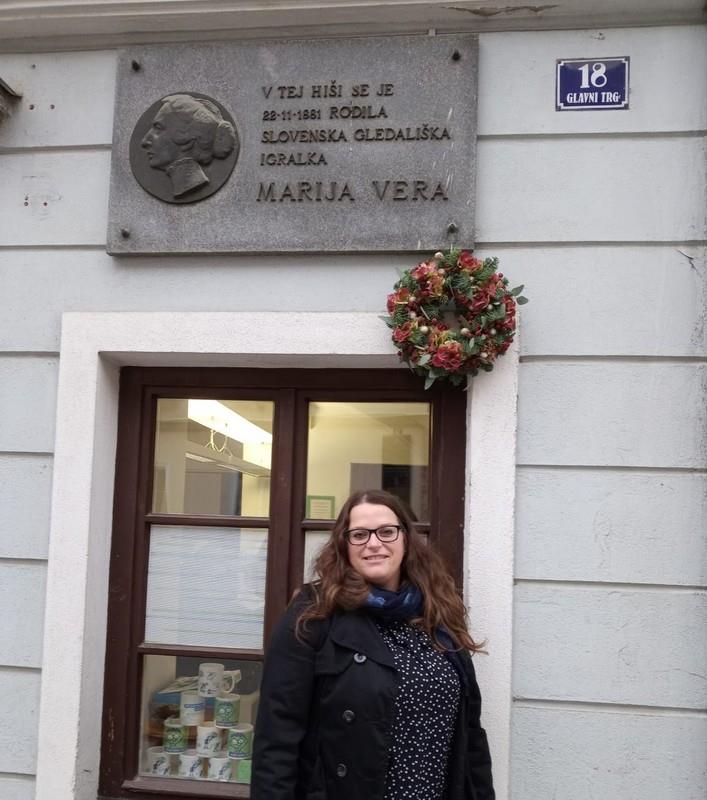 V TEJ HIŠI SE JE
22·11·1881 RODILA
SLOVENSKA GLEDALIŠKA
IGRALKA
MARIJA VERA
18
GLAVNI TRG